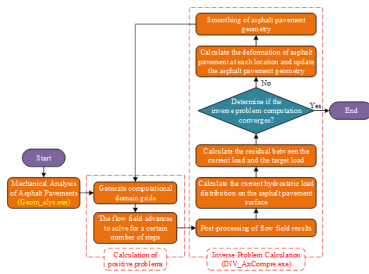 Smoothing of asphalt pavement
geometry
Calculate the deformation of asphalt
pavement at each location and update
the asphalt pavement geometry
No
Determine if the
inverse problem computation
converges?
Yes
End
Start
Calculate the residual between the
current load and the target load
Mechanical Analysis
of Asphalt Pavements
(Geom_alys.exe)
Generate computational
domain grids
Calculate the current hydrostatic load
distribution on the asphalt pavement
surface
The flow field advances
to solve for a certain
number of steps
Post-processing of flow field results
Calculation of
positive problems
Inverse Problem Calculation
(INV_AxCompre.exe)